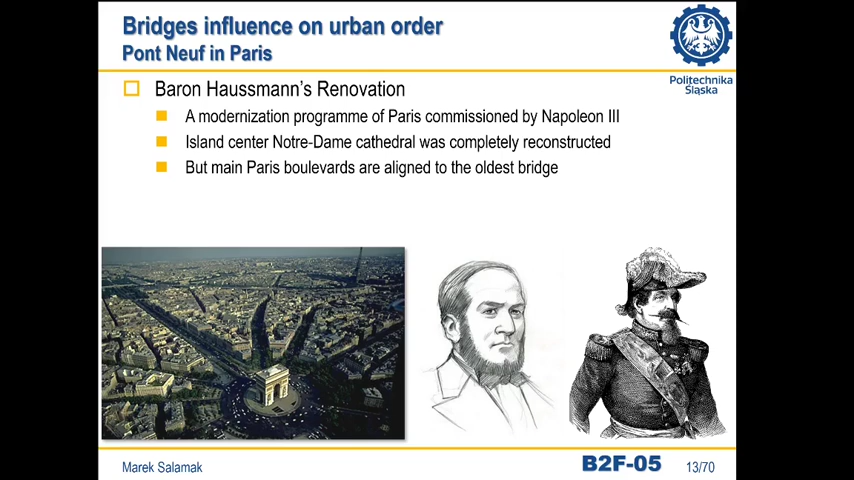 Bridges influence on urban order
Pont Neuf in Paris
Politechnika
Śląska
Baron Haussmann's Renovation
A modernization programme of Paris commissioned by Napoleon III
Island center Notre-Dame cathedral was completely reconstructed
But main Paris boulevards are aligned to the oldest bridge
Marek Salamak
B2F-05
13/70